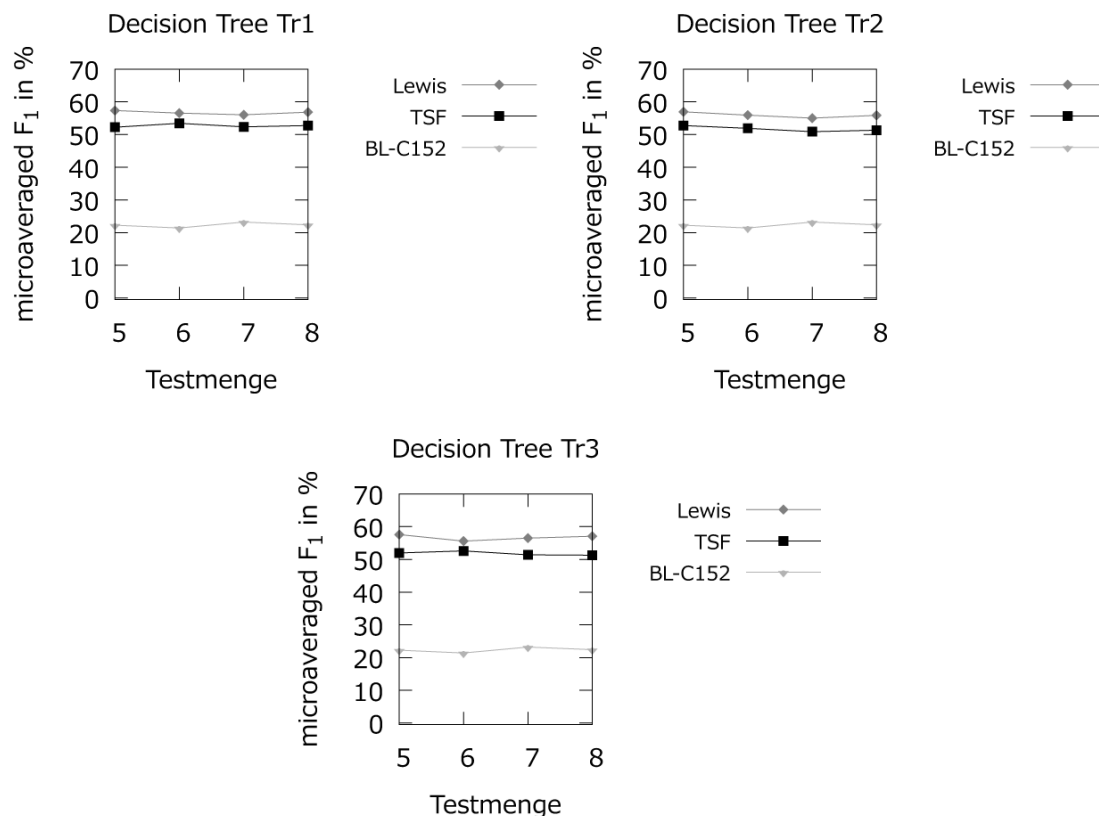 Decision Tree Tr1
microaveraged F1 in %
70
60
50
40
30
20
10
0
5 6 7 8
Testmenge
Lewis
TSF
BL-C152
Decision Tree Tr2
microaveraged F1 in %
70
60
50
40
30
20
10
0
5 6 7 8
Testmenge
Lewis
TSF
BL-C152
Decision Tree Tr3
microaveraged F1 in %
70
60
50
40
30
20
10
0
5 6 7 8
Testmenge
Lewis
TSF
BL-C152